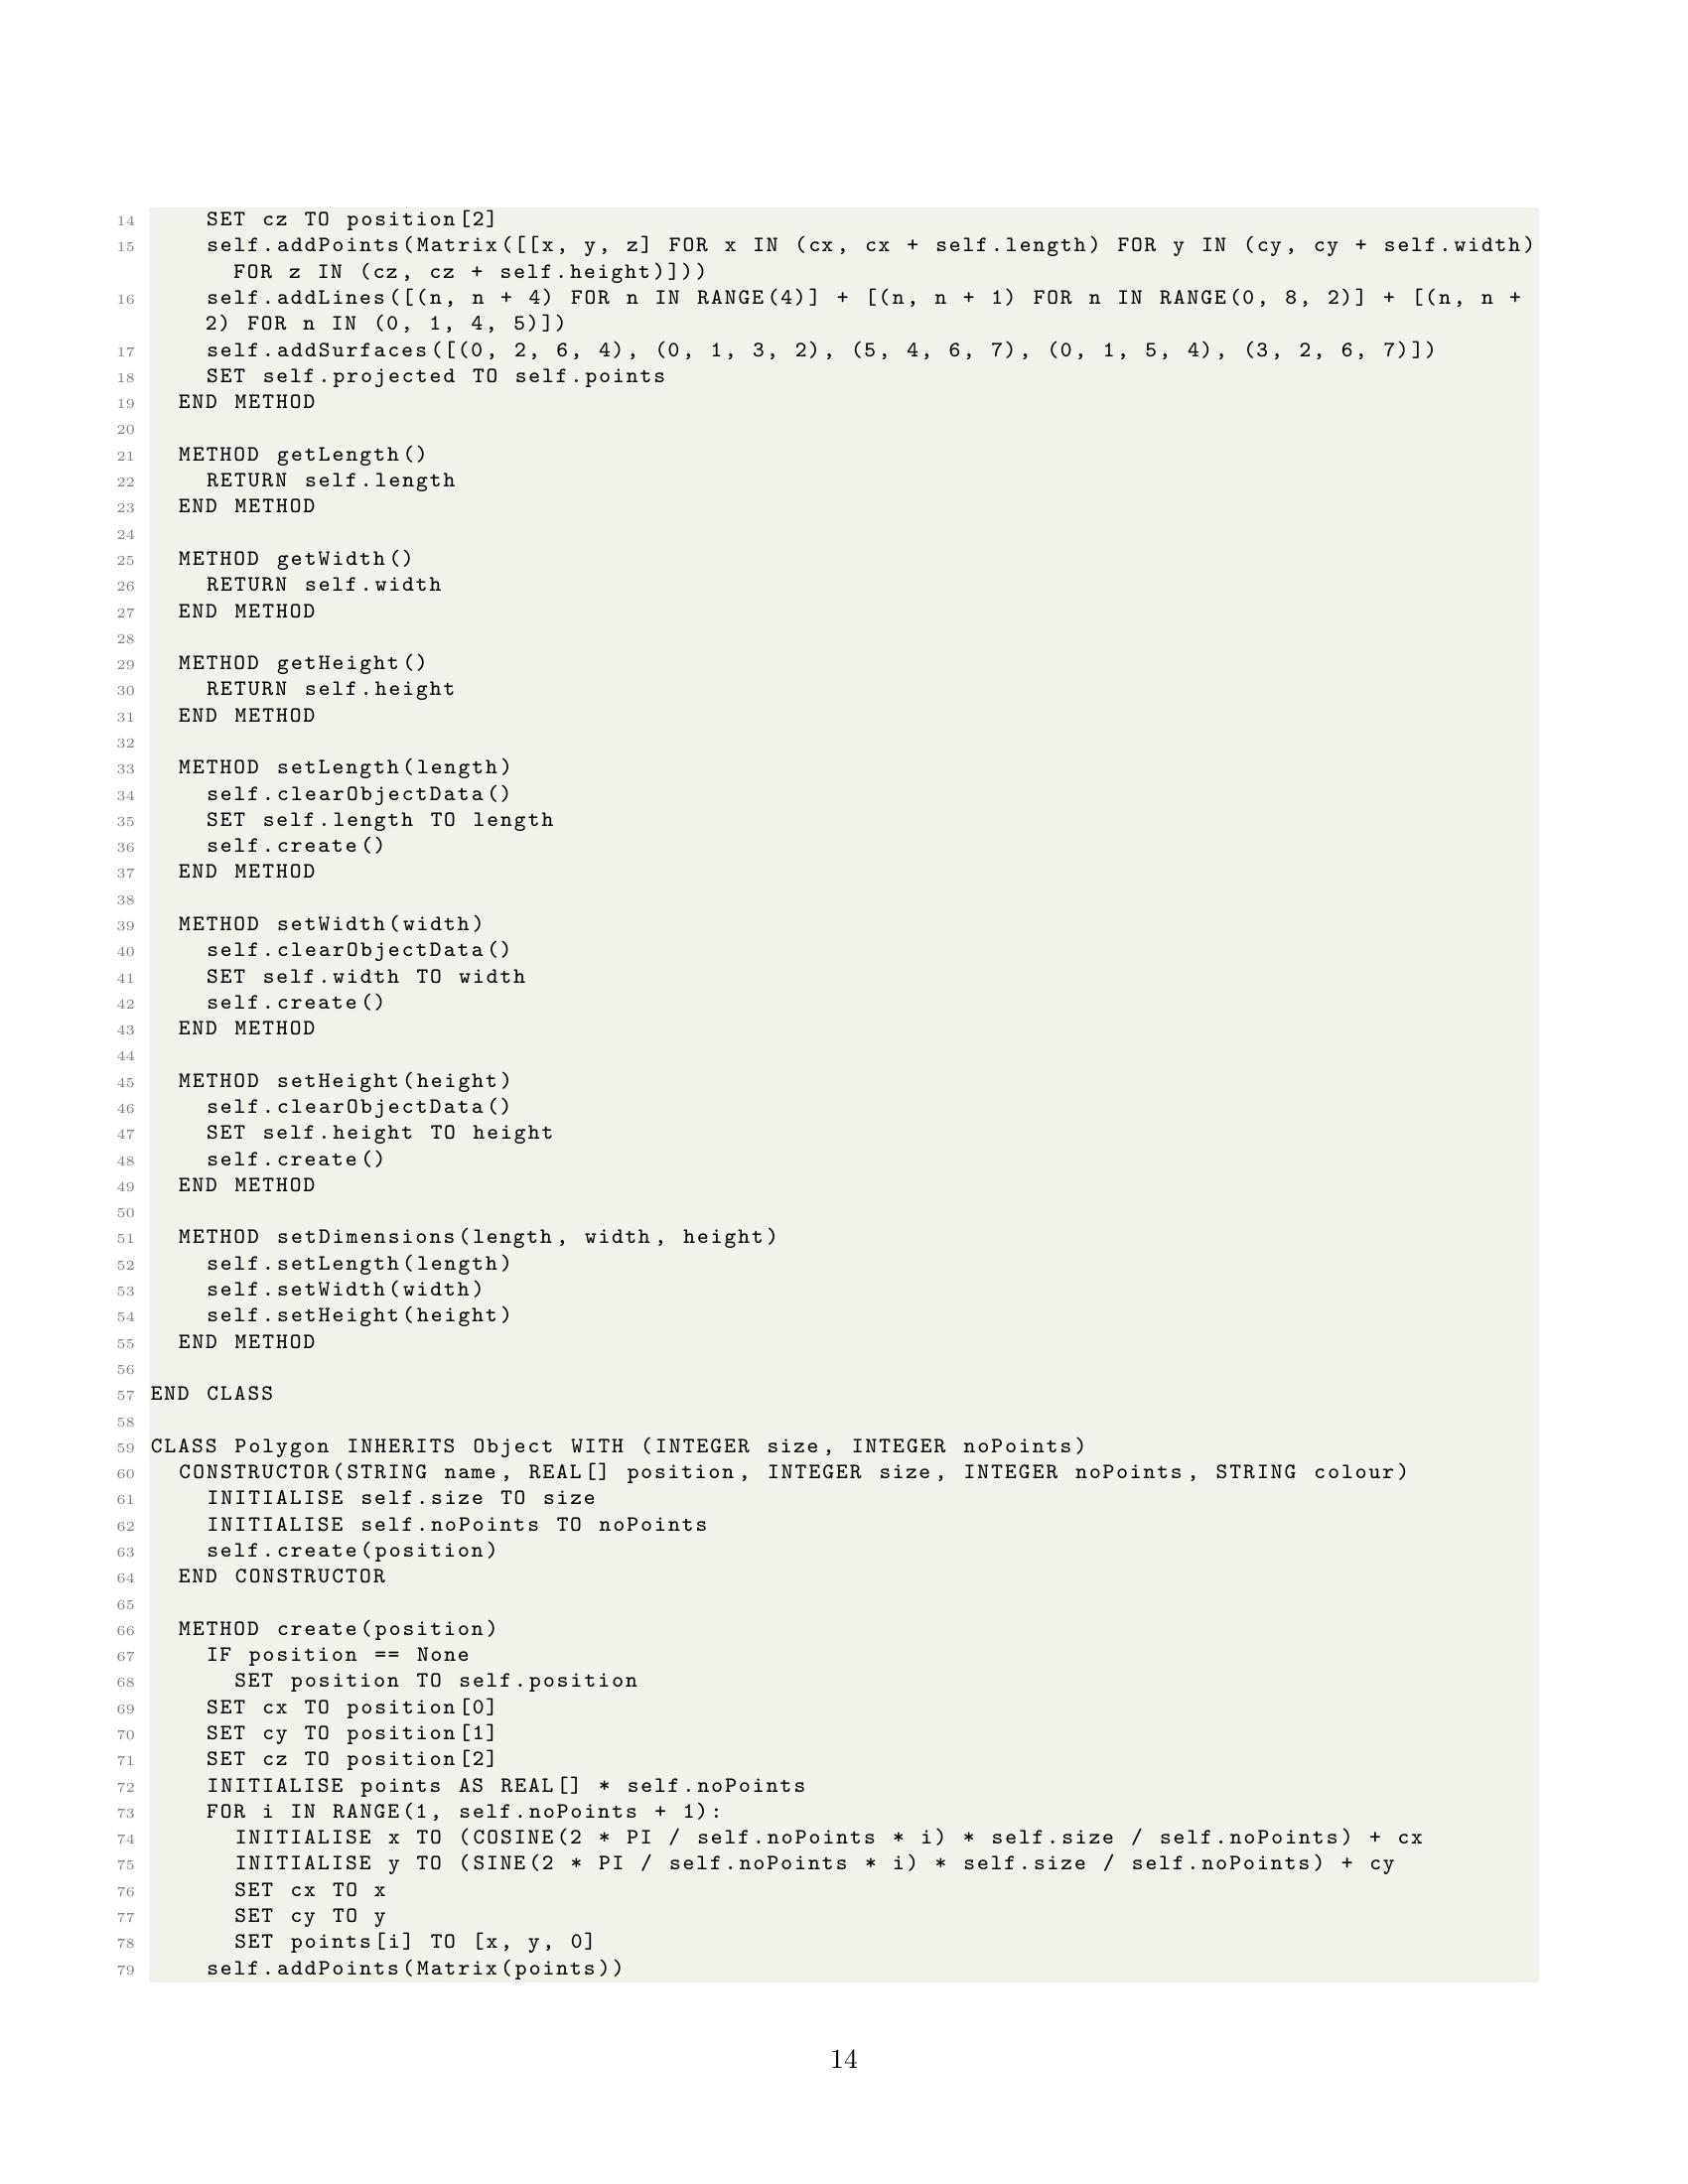 14 SET cz TO position[2]
15 self.addPoints(Matrix([[x, y, z] FOR x IN (cx, cx + self.length) FOR y IN (cy, cy + self.width)
FOR z IN (cz, cz + self.height)]))
16 self.addLines([(n, n + 4) FOR n IN RANGE(4)] + [(n, n + 1) FOR n IN RANGE(0, 8, 2)] + [(n, n +
2) FOR n IN (0, 1, 4, 5)])
17 self.addSurfaces([(0, 2, 6, 4), (0, 1, 3, 2), (5, 4, 6, 7), (0, 1, 5, 4), (3, 2, 6, 7)])
18 SET self.projected TO self.points
19 END METHOD
20
21 METHOD getLength()
22 RETURN self.length
23 END METHOD
24
25 METHOD getWidth()
26 RETURN self.width
27 END METHOD
28
29 METHOD getHeight()
30 RETURN self.height
31 END METHOD
32
33 METHOD setLength(length)
34 self.clearObjectData()
35 SET self.length TO length
36 self.create()
37 END METHOD
38
39 METHOD setWidth(width)
40 self.clearObjectData()
41 SET self.width TO width
42 self.create()
43 END METHOD
44
45 METHOD setHeight(height)
46 self.clearObjectData()
47 SET self.height TO height
48 self.create()
49 END METHOD
50
51 METHOD setDimensions(length, width, height)
52 self.setLength(length)
53 self.setWidth(width)
54 self.setHeight(height)
55 END METHOD
56
57 END CLASS
58
59 CLASS Polygon INHERITS Object WITH (INTEGER size, INTEGER noPoints)
60 CONSTRUCTOR(STRING name, REAL[] position, INTEGER size, INTEGER noPoints, STRING colour)
61 INITIALISE self.size TO size
62 INITIALISE self.noPoints TO noPoints
63 self.create(position)
64 END CONSTRUCTOR
65
66 METHOD create(position)
67 IF position == None
68 SET position TO self.position
69 SET cx TO position[0]
70 SET cy TO position[1]
71 SET cz TO position[2]
72 INITIALISE points AS REAL[] * self.noPoints
73 FOR i IN RANGE(1, self.noPoints + 1):
74 INITIALISE x TO (COSINE(2 * PI / self.noPoints * i) * self.size / self.noPoints) + cx
75 INITIALISE y TO (SINE(2 * PI / self.noPoints * i) * self.size / self.noPoints) + cy
76 SET cx TO x
77 SET cy TO y
78 SET points[i] TO [x, y, 0]
79 self.addPoints(Matrix(points))
14